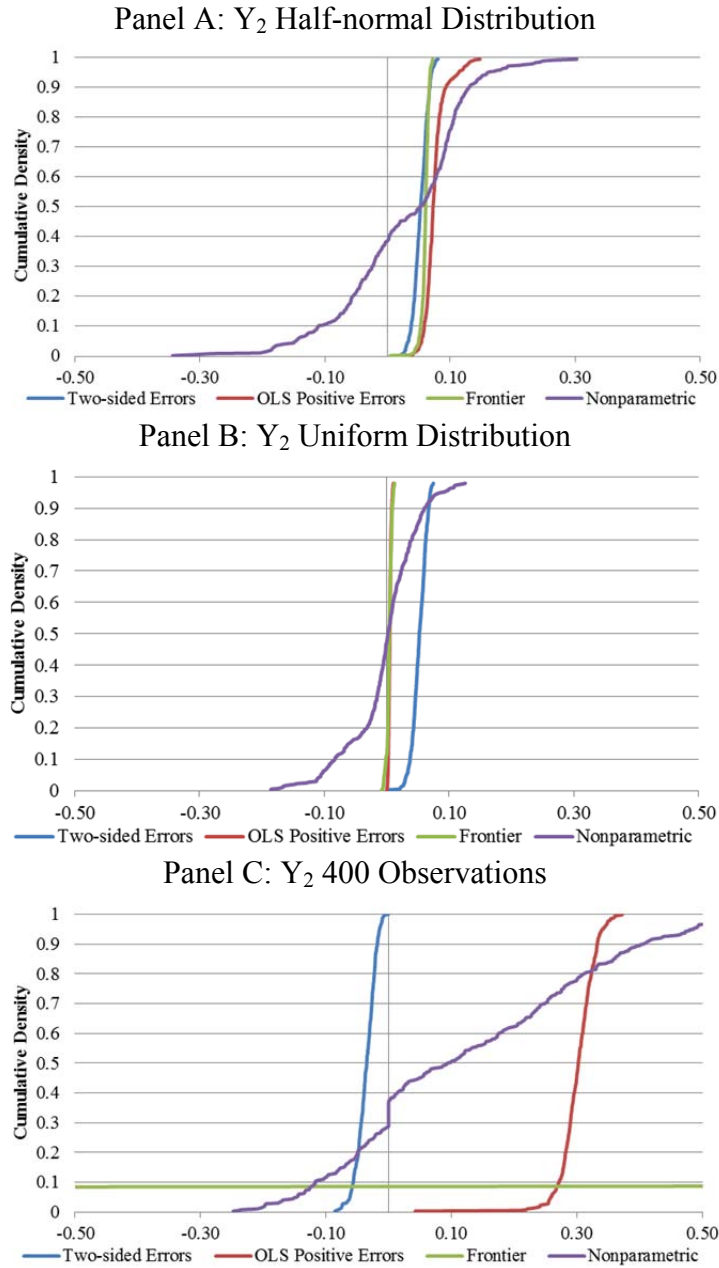 Panel A: Y₂ Half-normal Distribution
Cumulative Density
1
0.9
0.8
0.7
0.6
0.5
0.4
0.3
0.2
0.1
0
-0.50 -0.30 -0.10 0.10 0.30 0.50
Two-sided Errors OLS Positive Errors Frontier Nonparametric
Panel B: Y₂ Uniform Distribution
Cumulative Density
1
0.9
0.8
0.7
0.6
0.5
0.4
0.3
0.2
0.1
0
-0.50 -0.30 -0.10 0.10 0.30 0.50
Two-sided Errors OLS Positive Errors Frontier Nonparametric
Panel C: Y₂ 400 Observations
Cumulative Density
1
0.9
0.8
0.7
0.6
0.5
0.4
0.3
0.2
0.1
0
-0.50 -0.30 -0.10 0.10 0.30 0.50
Two-sided Errors OLS Positive Errors Frontier Nonparametric